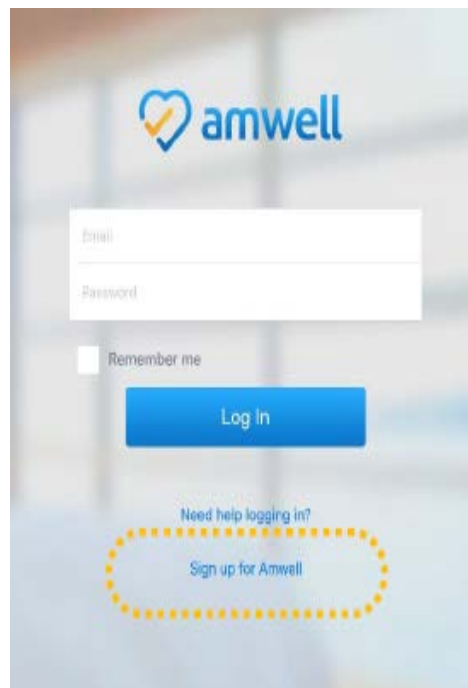 amwell
Email
Password
Remember me
Log In
Need help logging in?
Sign up for Amwell